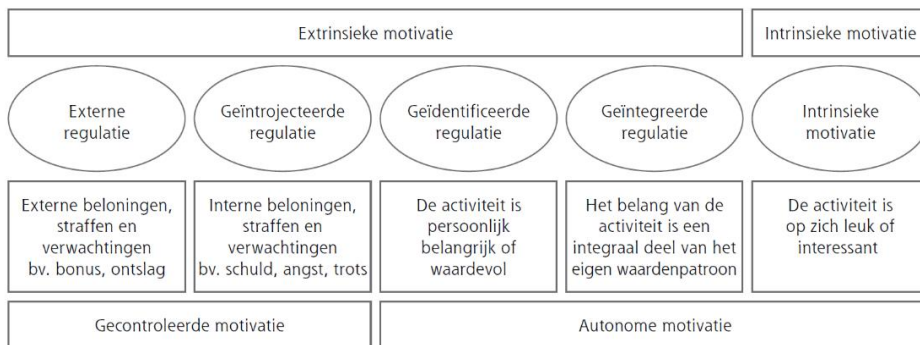 Extrinsieke motivatie
Intrinsieke motivatie
Externe
regulatie
Geïntrojecteerde
regulatie
Geïdentificeerde
regulatie
Geïntegreerde
regulatie
Intrinsieke
motivatie
Externe beloningen,
straffen en
verwachtingen
bv. bonus, ontslag
Interne beloningen,
straffen en
verwachtingen
bv. schuld, angst, trots
De activiteit is
persoonlijk
belangrijk of
waardevol
Het belang van de
activiteit is een
integraal deel van het
eigen waardenpatroon
De activiteit is
op zich leuk of
interessant
Gecontroleerde motivatie
Autonome motivatie